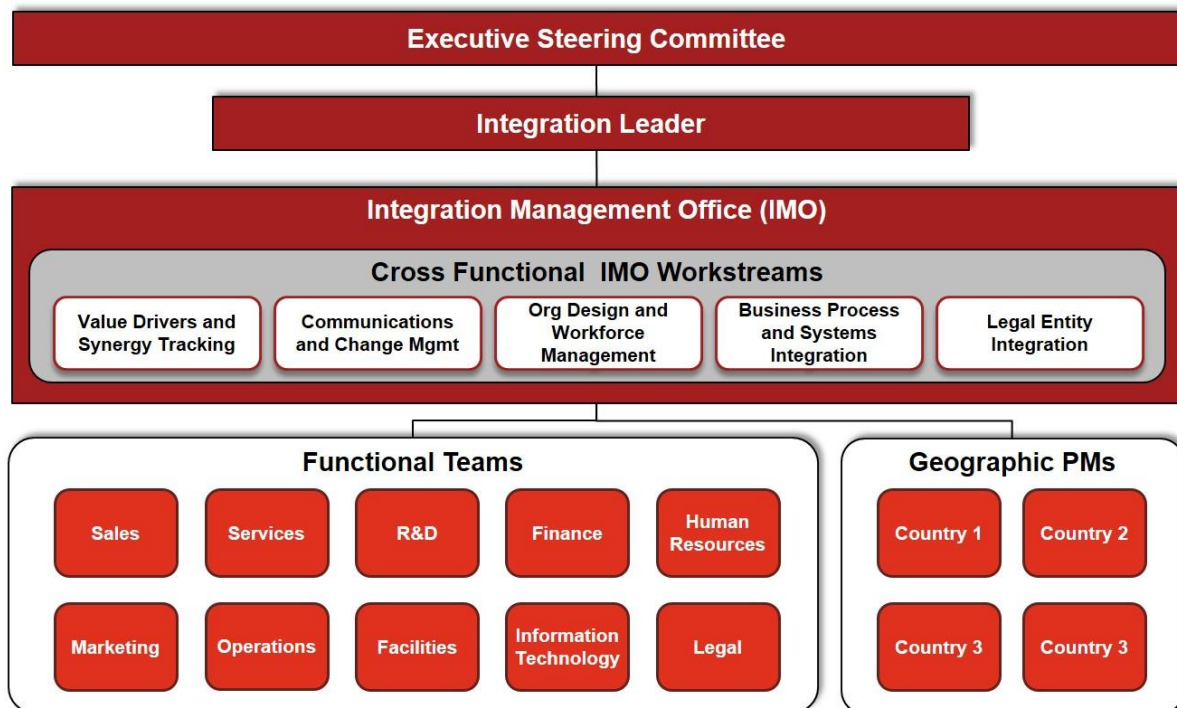 Executive Steering Committee
Integration Leader
Integration Management Office (IMO)
Cross Functional IMO Workstreams
Value Drivers and
Synergy Tracking
Communications
and Change Mgmt
Org Design and
Workforce
Management
Business Process
and Systems
Integration
Legal Entity
Integration
Functional Teams
Sales
Services
R&D
Finance
Human
Resources
Marketing
Operations
Facilities
Information
Technology
Legal
Geographic PMs
Country 1
Country 2
Country 3
Country 3